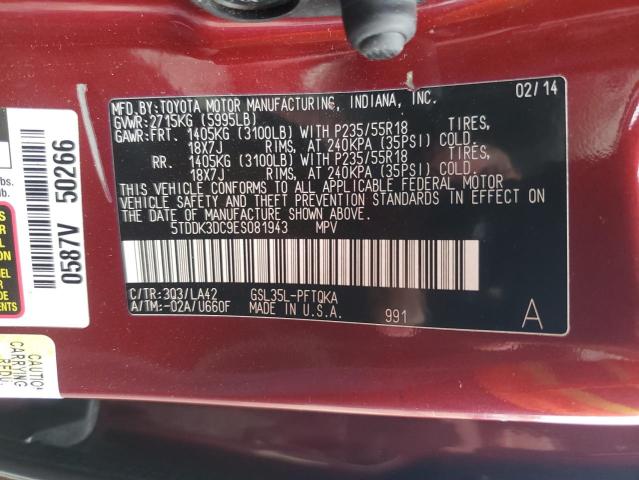 MFD.BY:TOYOTA MOTOR MANUFACTURING, INDIANA, INC. 02/14
GVWR:2715KG (5995LB)
GAWR:FRT. 1405KG (3100LB) WITH P235/55R18 TIRES,
18X7J RIMS, AT 240KPA (35PSI) COLD.
RR. 1405KG (3100LB) WITH P235/55R18 TIRES,
18X7J RIMS, AT 240KPA (35PSI) COLD.
THIS VEHICLE CONFORMS TO ALL APPLICABLE FEDERAL MOTOR
VEHICLE SAFETY AND THEFT PREVENTION STANDARDS IN EFFECT ON
THE DATE OF MANUFACTURE SHOWN ABOVE.
5TDDK3DC9ES081943 MPV
C/TR:3Q3/LA42 GSL35L-PFTQKA
A/TM:-02A/U660F MADE IN U.S.A.
991
A
0587V 50266
lbs.
CAUTIO
CARRYING
REDU